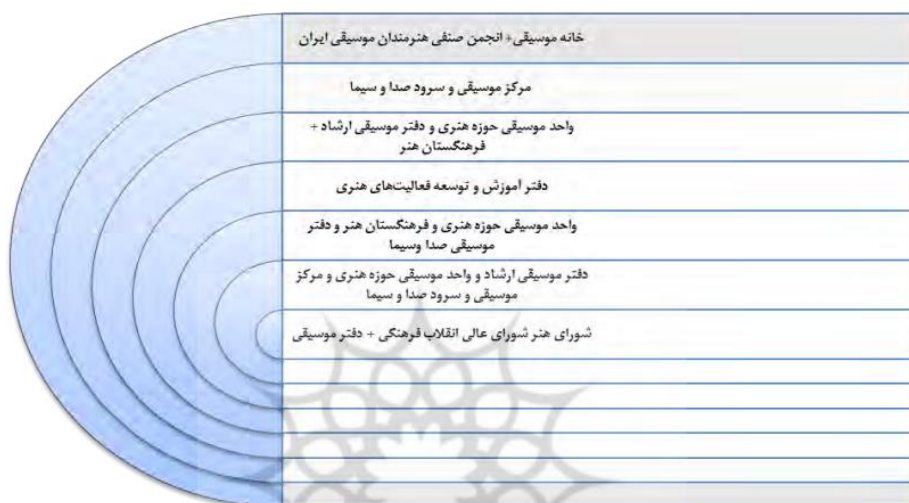 خانه موسیقی+ انجمن صنفی هنرمندان موسیقی ایران
مرکز موسیقی و سرود صدا و سیما
واحد موسیقی حوزه هنری و دفتر موسیقی ارشاد +
فرهنگستان هنر
دفتر آموزش و توسعه فعالیت‌های هنری
واحد موسیقی حوزه هنری و فرهنگستان هنر و دفتر
موسیقی صدا وسیما
دفتر موسیقی ارشاد و واحد موسیقی حوزه هنری و مرکز
موسیقی و سرود صدا و سیما
شورای هنر شورای عالی انقلاب فرهنگی + دفتر موسیقی